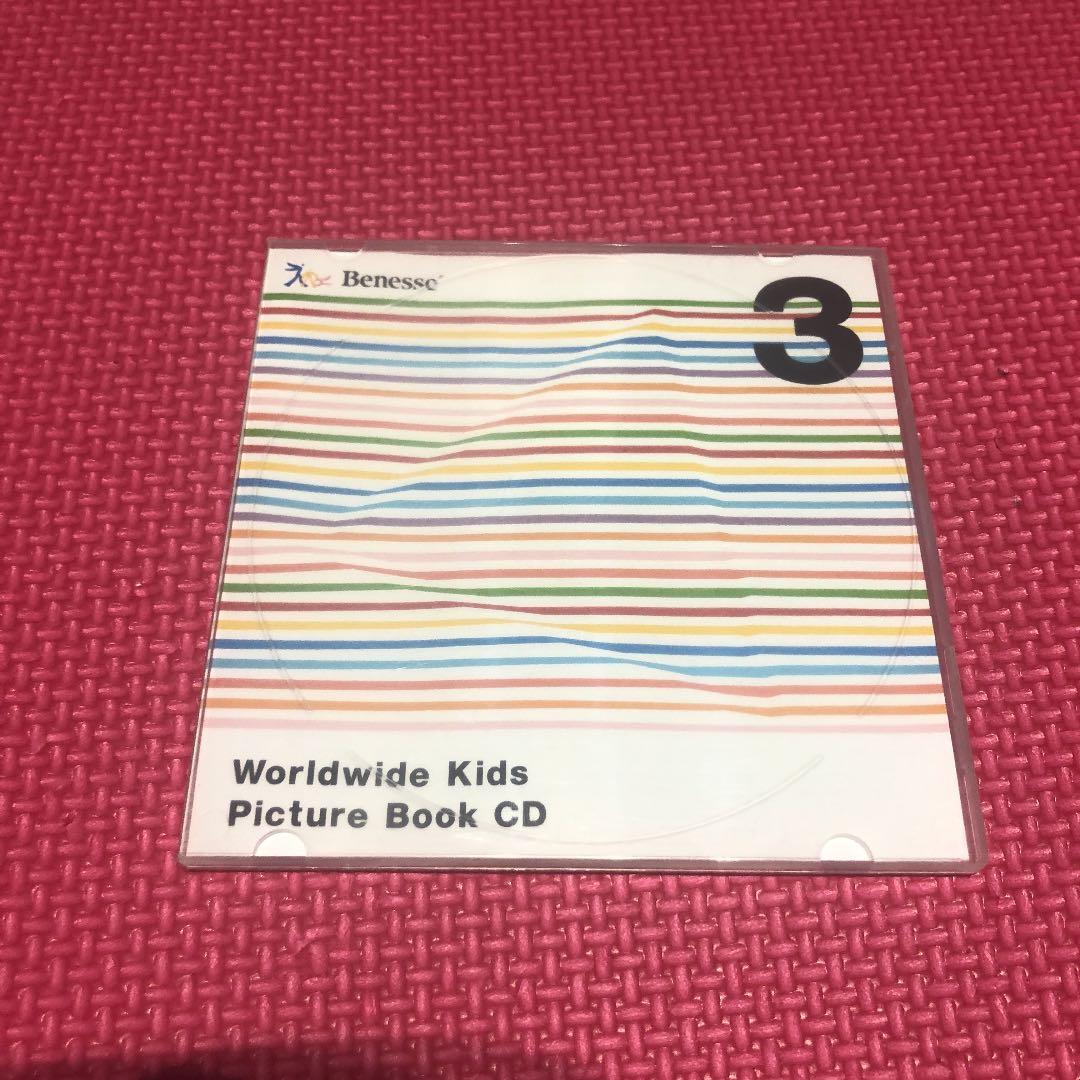 Benesse
3
Worldwide Kids
Picture Book CD